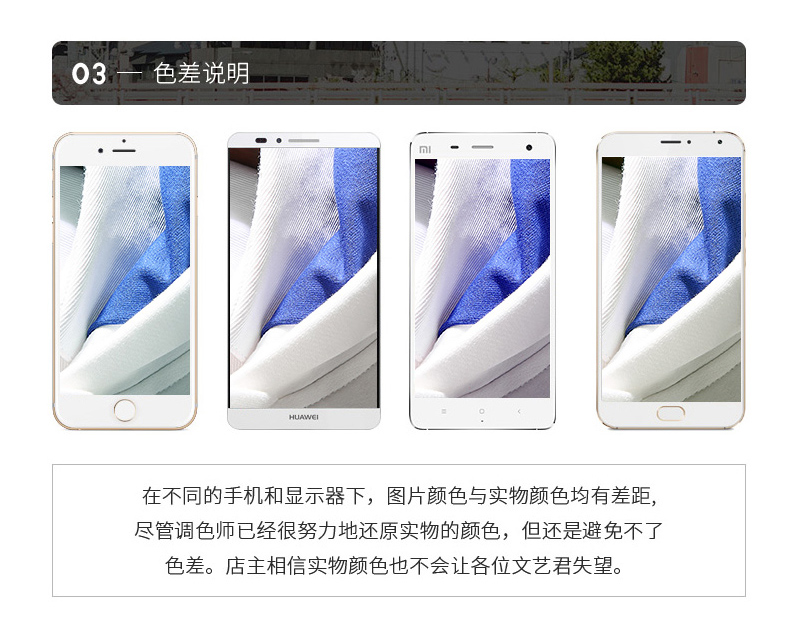 03 — 色差说明
HUAWEI
在不同的手机和显示器下，图片颜色与实物颜色均有差距,
尽管调色师已经很努力地还原实物的颜色，但还是避免不了
色差。店主相信实物颜色也不会让各位文艺君失望。